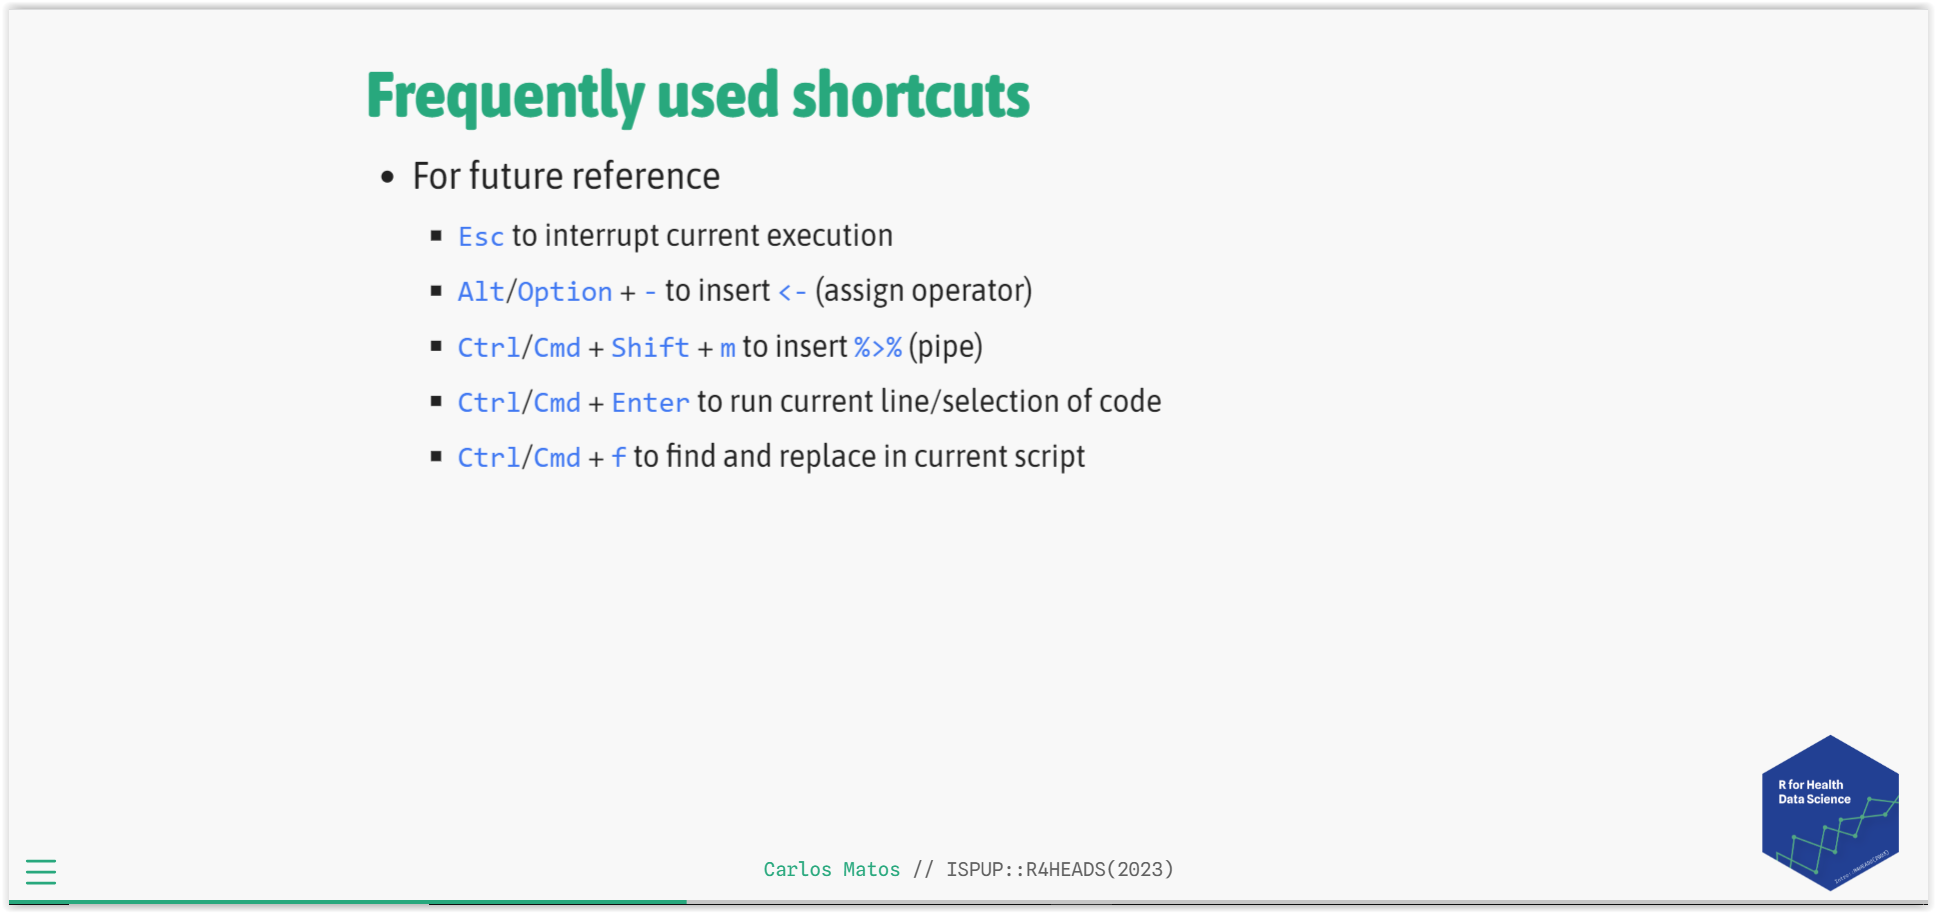 Frequently used shortcuts
• For future reference
▪ Esc to interrupt current execution
▪ Alt/Option + - to insert <- (assign operator)
▪ Ctrl/Cmd + Shift + m to insert %>% (pipe)
▪ Ctrl/Cmd + Enter to run current line/selection of code
▪ Ctrl/Cmd + f to find and replace in current script
R for Health
Data Science
Carlos Matos // ISPUP::R4HEADS(2023)